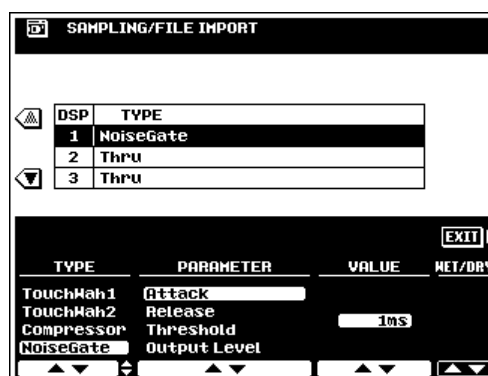 SAMPLING/FILE IMPORT
DSP TYPE
1 NoiseGate
2 Thru
3 Thru
EXIT
TYPE PARAMETER VALUE WET/DRY
TouchWah1 Attack
TouchWah2 Release
Compressor Threshold 1ms
NoiseGate Output Level